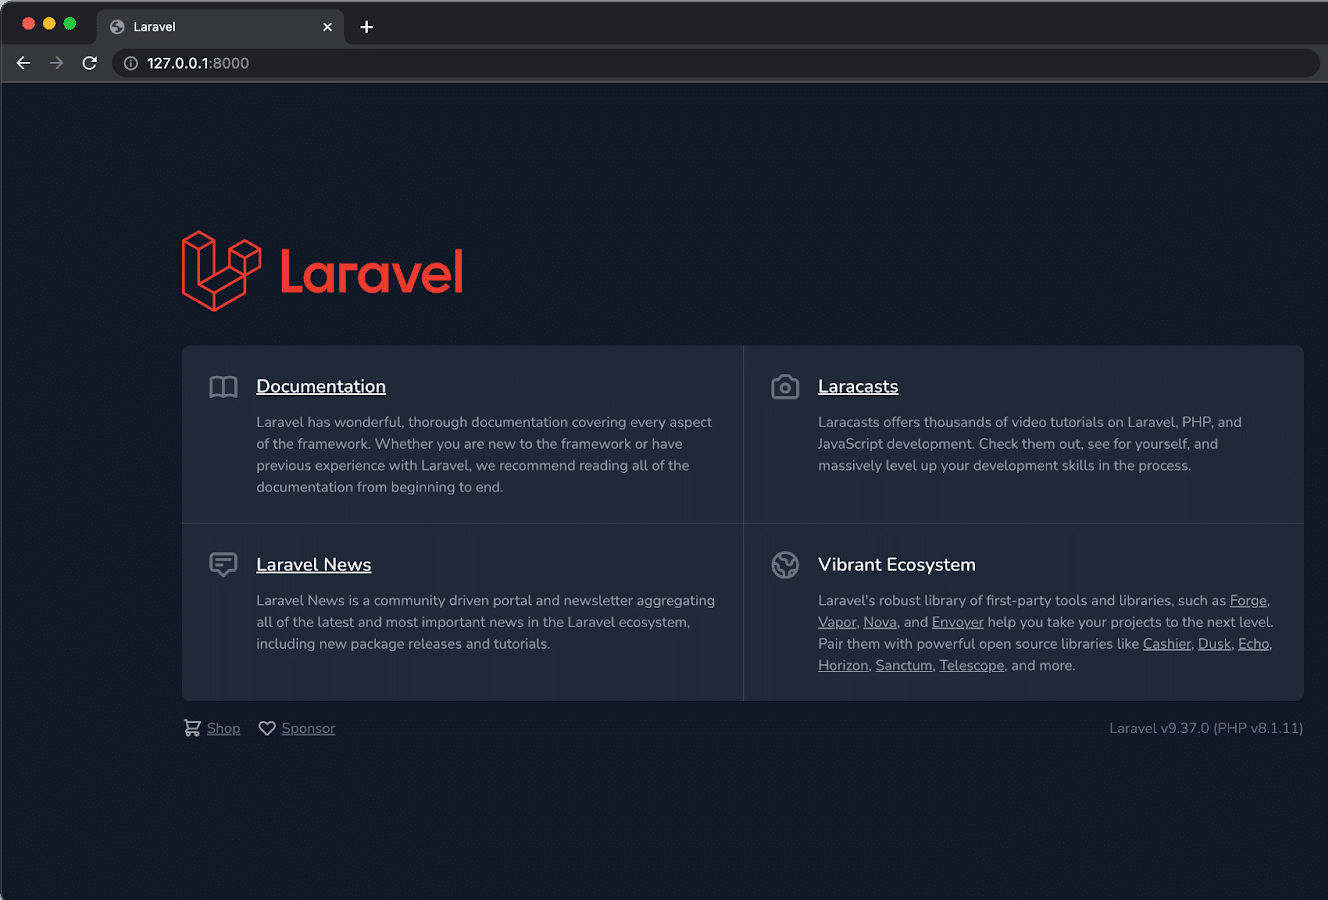 Laravel
127.0.0.1:8000
Laravel
Documentation
Laravel has wonderful, thorough documentation covering every aspect
of the framework. Whether you are new to the framework or have
previous experience with Laravel, we recommend reading all of the
documentation from beginning to end.
Laracasts
Laracasts offers thousands of video tutorials on Laravel, PHP, and
JavaScript development. Check them out, see for yourself, and
massively level up your development skills in the process.
Laravel News
Laravel News is a community driven portal and newsletter aggregating
all of the latest and most important news in the Laravel ecosystem,
including new package releases and tutorials.
Vibrant Ecosystem
Laravel's robust library of first-party tools and libraries, such as Forge,
Vapor, Nova, and Envoyer help you take your projects to the next level.
Pair them with powerful open source libraries like Cashier, Dusk, Echo,
Horizon, Sanctum, Telescope, and more.
Shop Sponsor Laravel v9.37.0 (PHP v8.1.11)